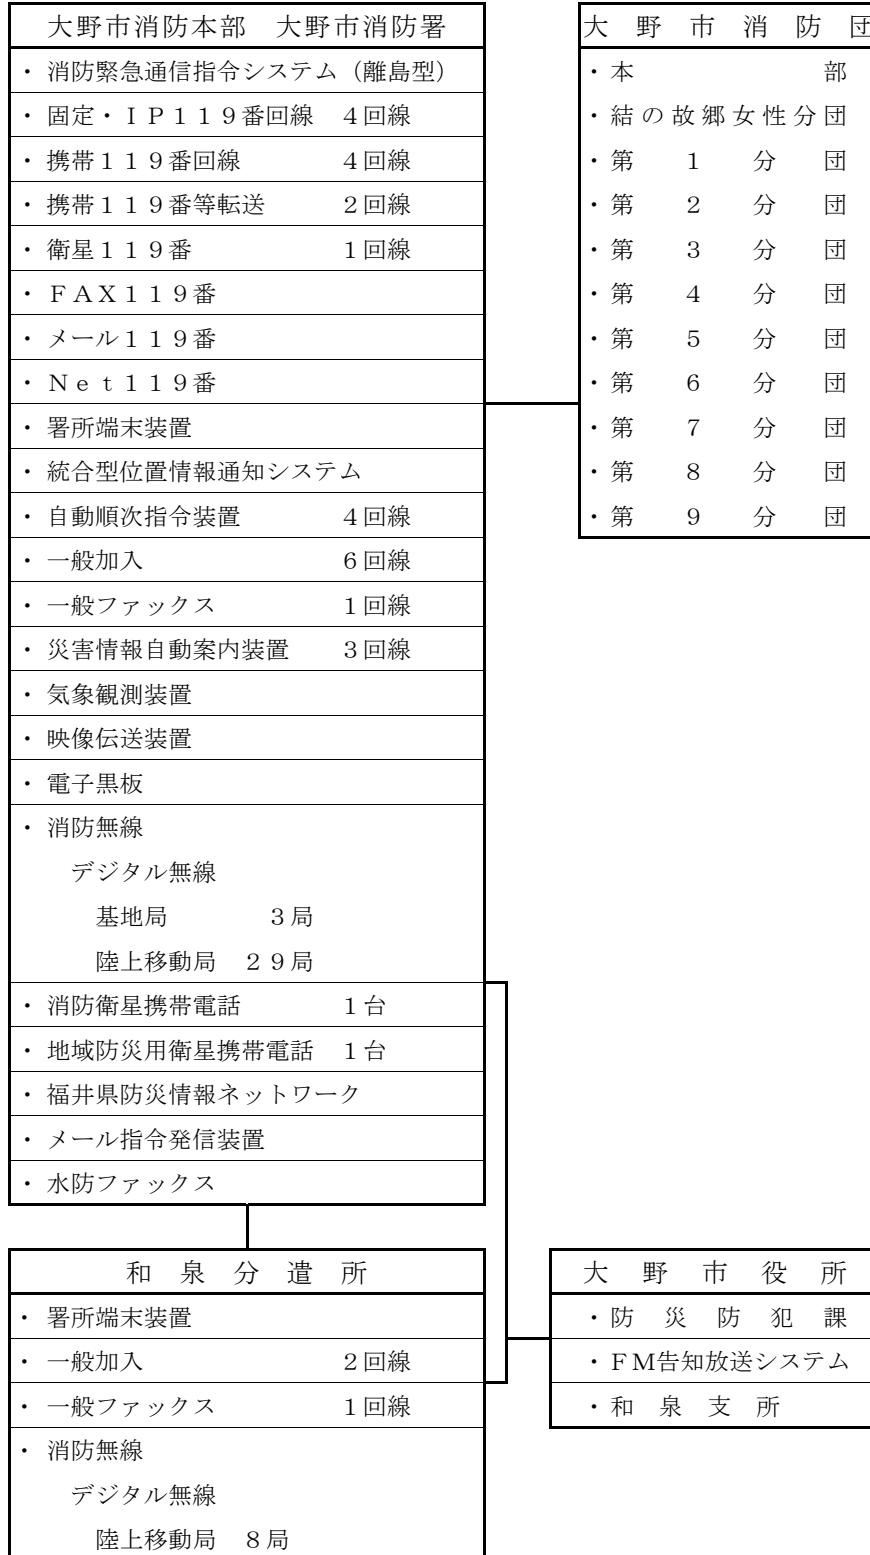 大野市消防本部　大野市消防署
・ 消防緊急通信指令システム（離島型）
・ 固定・ＩＰ１１９番回線　４回線
・ 携帯１１９番回線　４回線
・ 携帯１１９番等転送　２回線
・ 衛星１１９番　１回線
・ ＦＡＸ１１９番
・ メール１１９番
・ Ｎｅｔ１１９番
・ 署所端末装置
・ 統合型位置情報通知システム
・ 自動順次指令装置　４回線
・ 一般加入　６回線
・ 一般ファックス　１回線
・ 災害情報自動案内装置　３回線
・ 気象観測装置
・ 映像伝送装置
・ 電子黒板
・ 消防無線
デジタル無線
基地局　３局
陸上移動局　２９局
・ 消防衛星携帯電話　１台
・ 地域防災用衛星携帯電話　１台
・ 福井県防災情報ネットワーク
・ メール指令発信装置
・ 水防ファックス
大野市消防団
・本部
・結の故郷女性分団
・第１分団
・第２分団
・第３分団
・第４分団
・第５分団
・第６分団
・第７分団
・第８分団
・第９分団
和泉分遣所
・ 署所端末装置
・ 一般加入　２回線
・ 一般ファックス　１回線
・ 消防無線
デジタル無線
陸上移動局　８局
大野市役所
・防災防犯課
・ＦＭ告知放送システム
・和泉支所